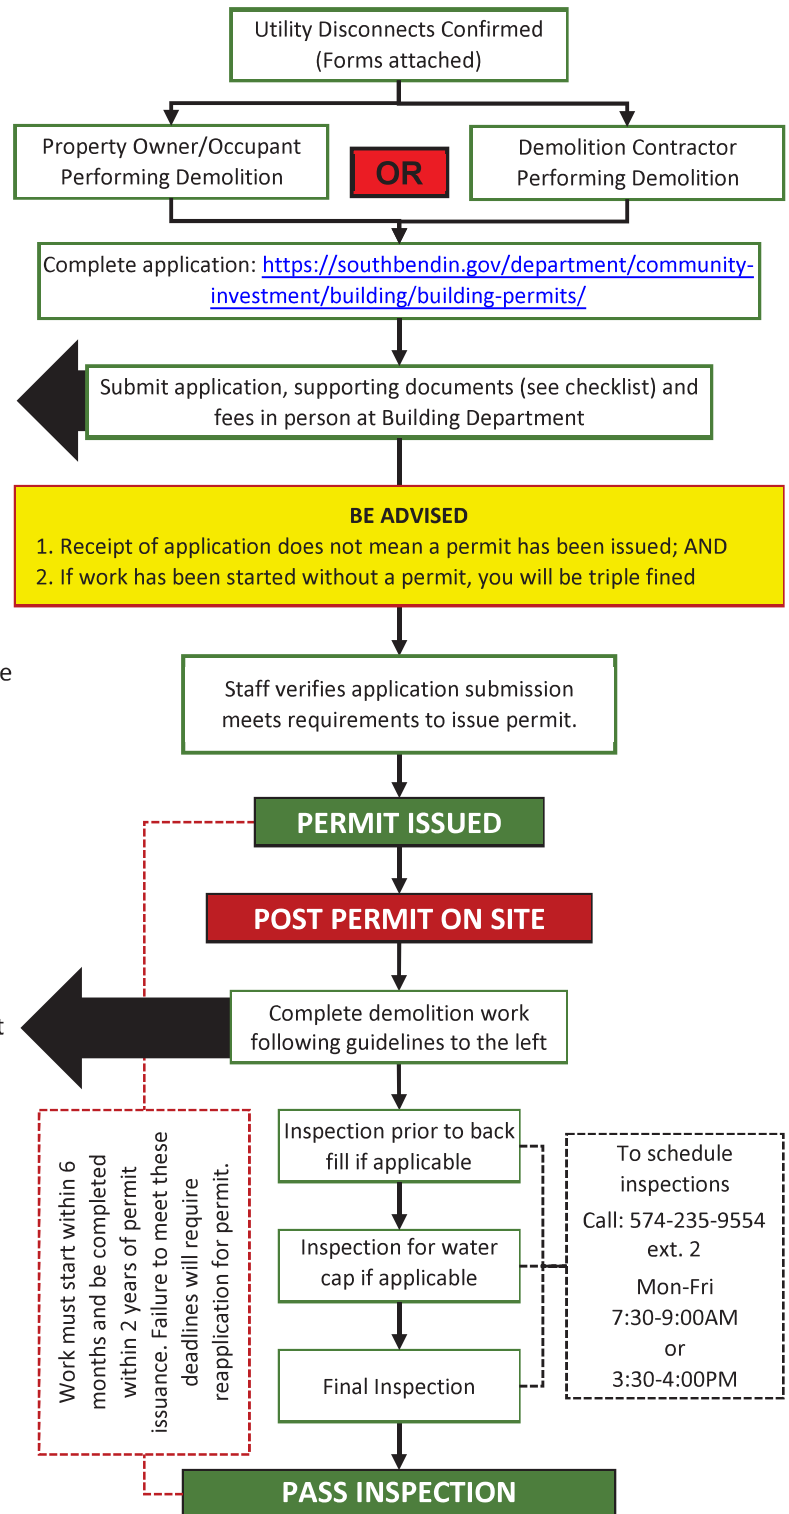 Utility Disconnects Confirmed
(Forms attached)
Property Owner/Occupant
Performing Demolition
OR
Demolition Contractor
Performing Demolition
Complete application: https://southbendin.gov/department/community-
investment/building/building-permits/
Submit application, supporting documents (see checklist) and
fees in person at Building Department
BE ADVISED
1. Receipt of application does not mean a permit has been issued; AND
2. If work has been started without a permit, you will be triple fined
e
Staff verifies application submission
meets requirements to issue permit.
PERMIT ISSUED
POST PERMIT ON SITE
t
Complete demolition work
following guidelines to the left
Work must start within 6
months and be completed
within 2 years of permit
issuance. Failure to meet these
deadlines will require
reapplication for permit.
Inspection prior to back
fill if applicable
Inspection for water
cap if applicable
Final Inspection
To schedule
inspections
Call: 574-235-9554
ext. 2
Mon-Fri
7:30-9:00AM
or
3:30-4:00PM
PASS INSPECTION